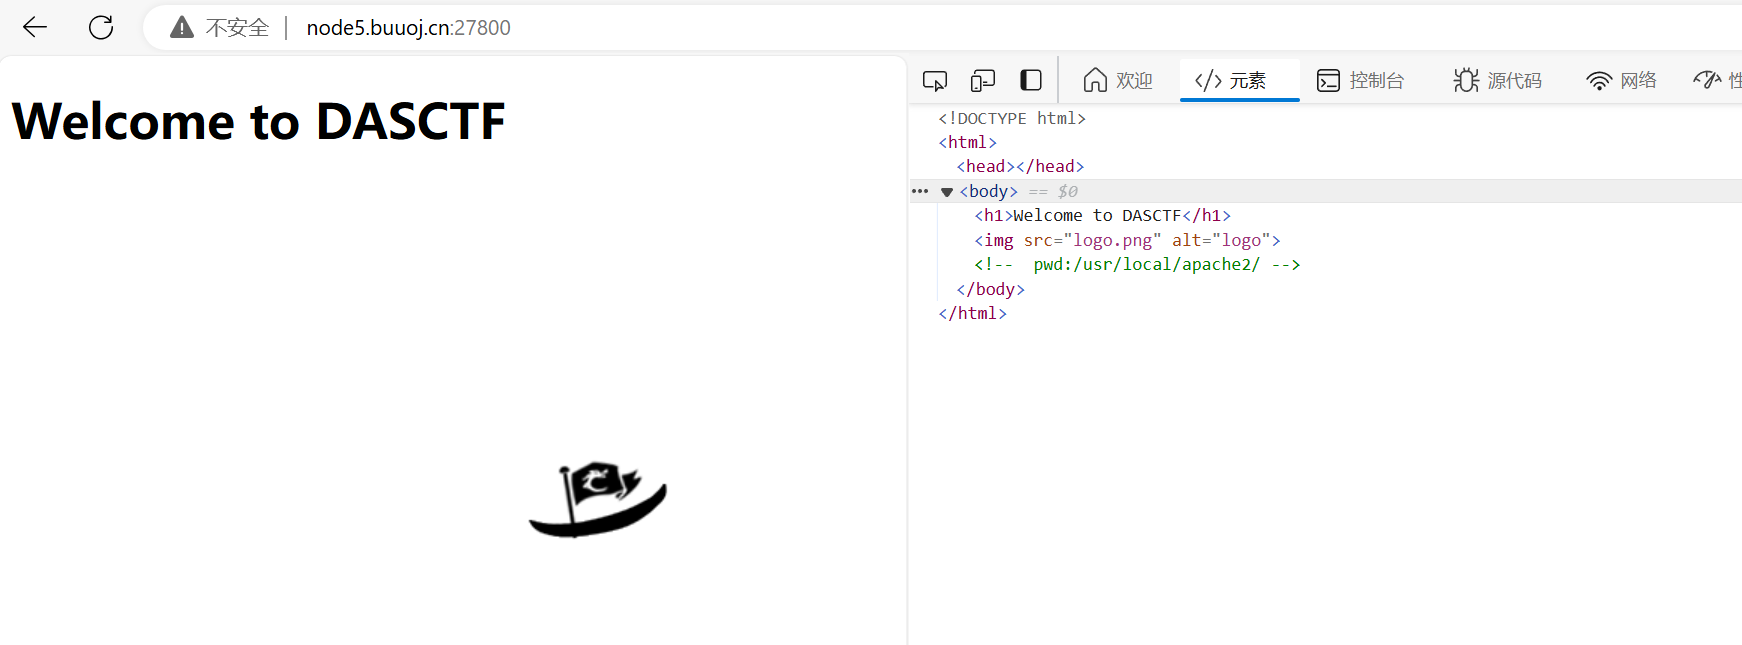 不安全 | node5.buuoj.cn:27800
Welcome to DASCTF
欢迎 </> 元素 控制台 源代码 网络 性
<!DOCTYPE html>
<html>
<head></head>
••• ▼ <body> == $0
<h1>Welcome to DASCTF</h1>
<img src="logo.png" alt="logo">
<!--  pwd:/usr/local/apache2/ -->
</body>
</html>